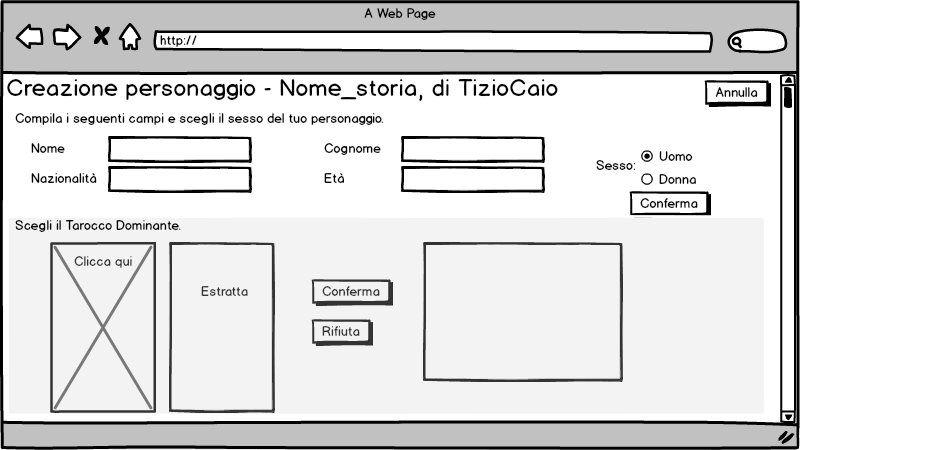 A Web Page
http://
Creazione personaggio - Nome_storia, di TizioCaio
Annulla
Compila i seguenti campi e scegli il sesso del tuo personaggio.
Nome
Cognome
Nazionalità
Età
Sesso:
Uomo
Donna
Conferma
Scegli il Tarocco Dominante.
Clicca qui
Estratta
Conferma
Rifiuta